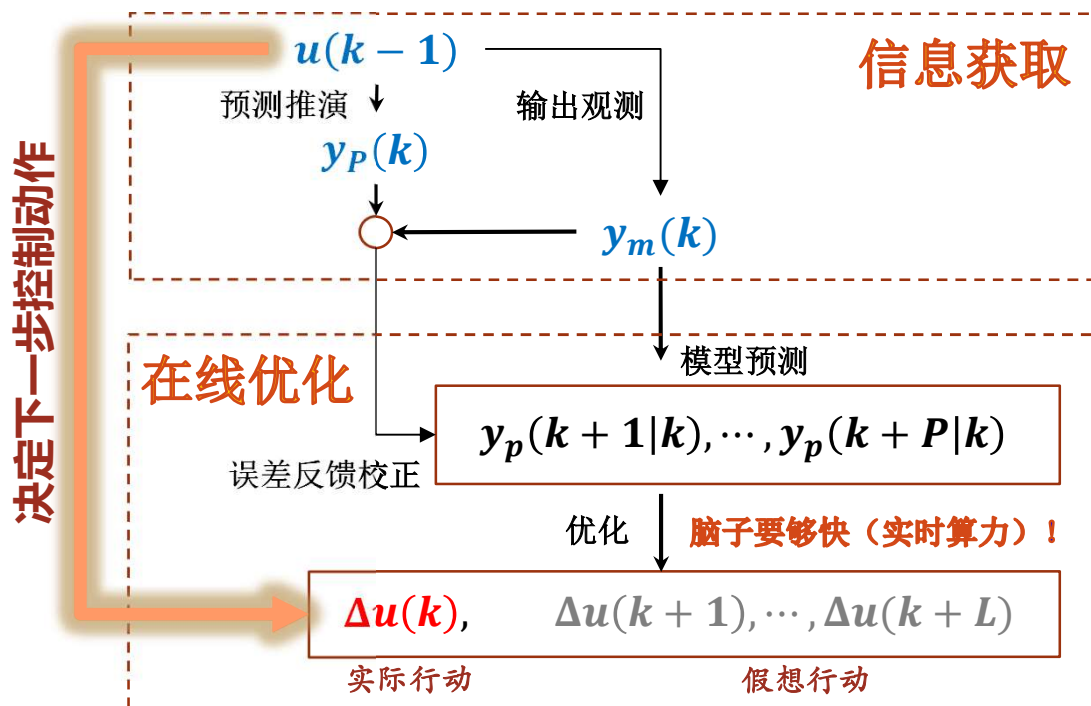 信息获取
u(k − 1)
预测推演
输出观测
y_P(k)
y_m(k)
决定下一步控制动作
在线优化
模型预测
y_p(k + 1|k), ⋯ , y_p(k + P|k)
误差反馈校正
优化
脑子要够快（实时算力）！
Δu(k), Δu(k + 1), ⋯ , Δu(k + L)
实际行动
假想行动